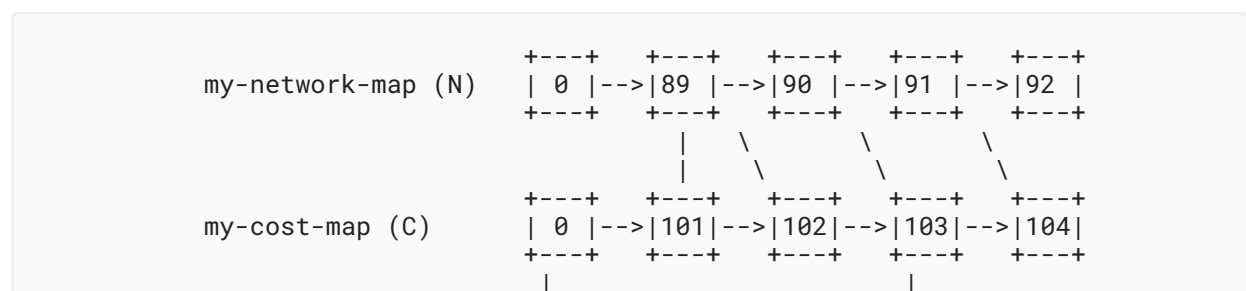 +---+   +---+   +---+   +---+   +---+
my-network-map (N)   | 0 |-->|89 |-->|90 |-->|91 |-->|92 |
                     +---+   +---+   +---+   +---+   +---+
                               |   \       \       \
                               |    \       \       \
                     +---+   +---+   +---+   +---+   +---+
my-cost-map (C)      | 0 |-->|101|-->|102|-->|103|-->|104|
                     +---+   +---+   +---+   +---+   +---+
                      |                       |